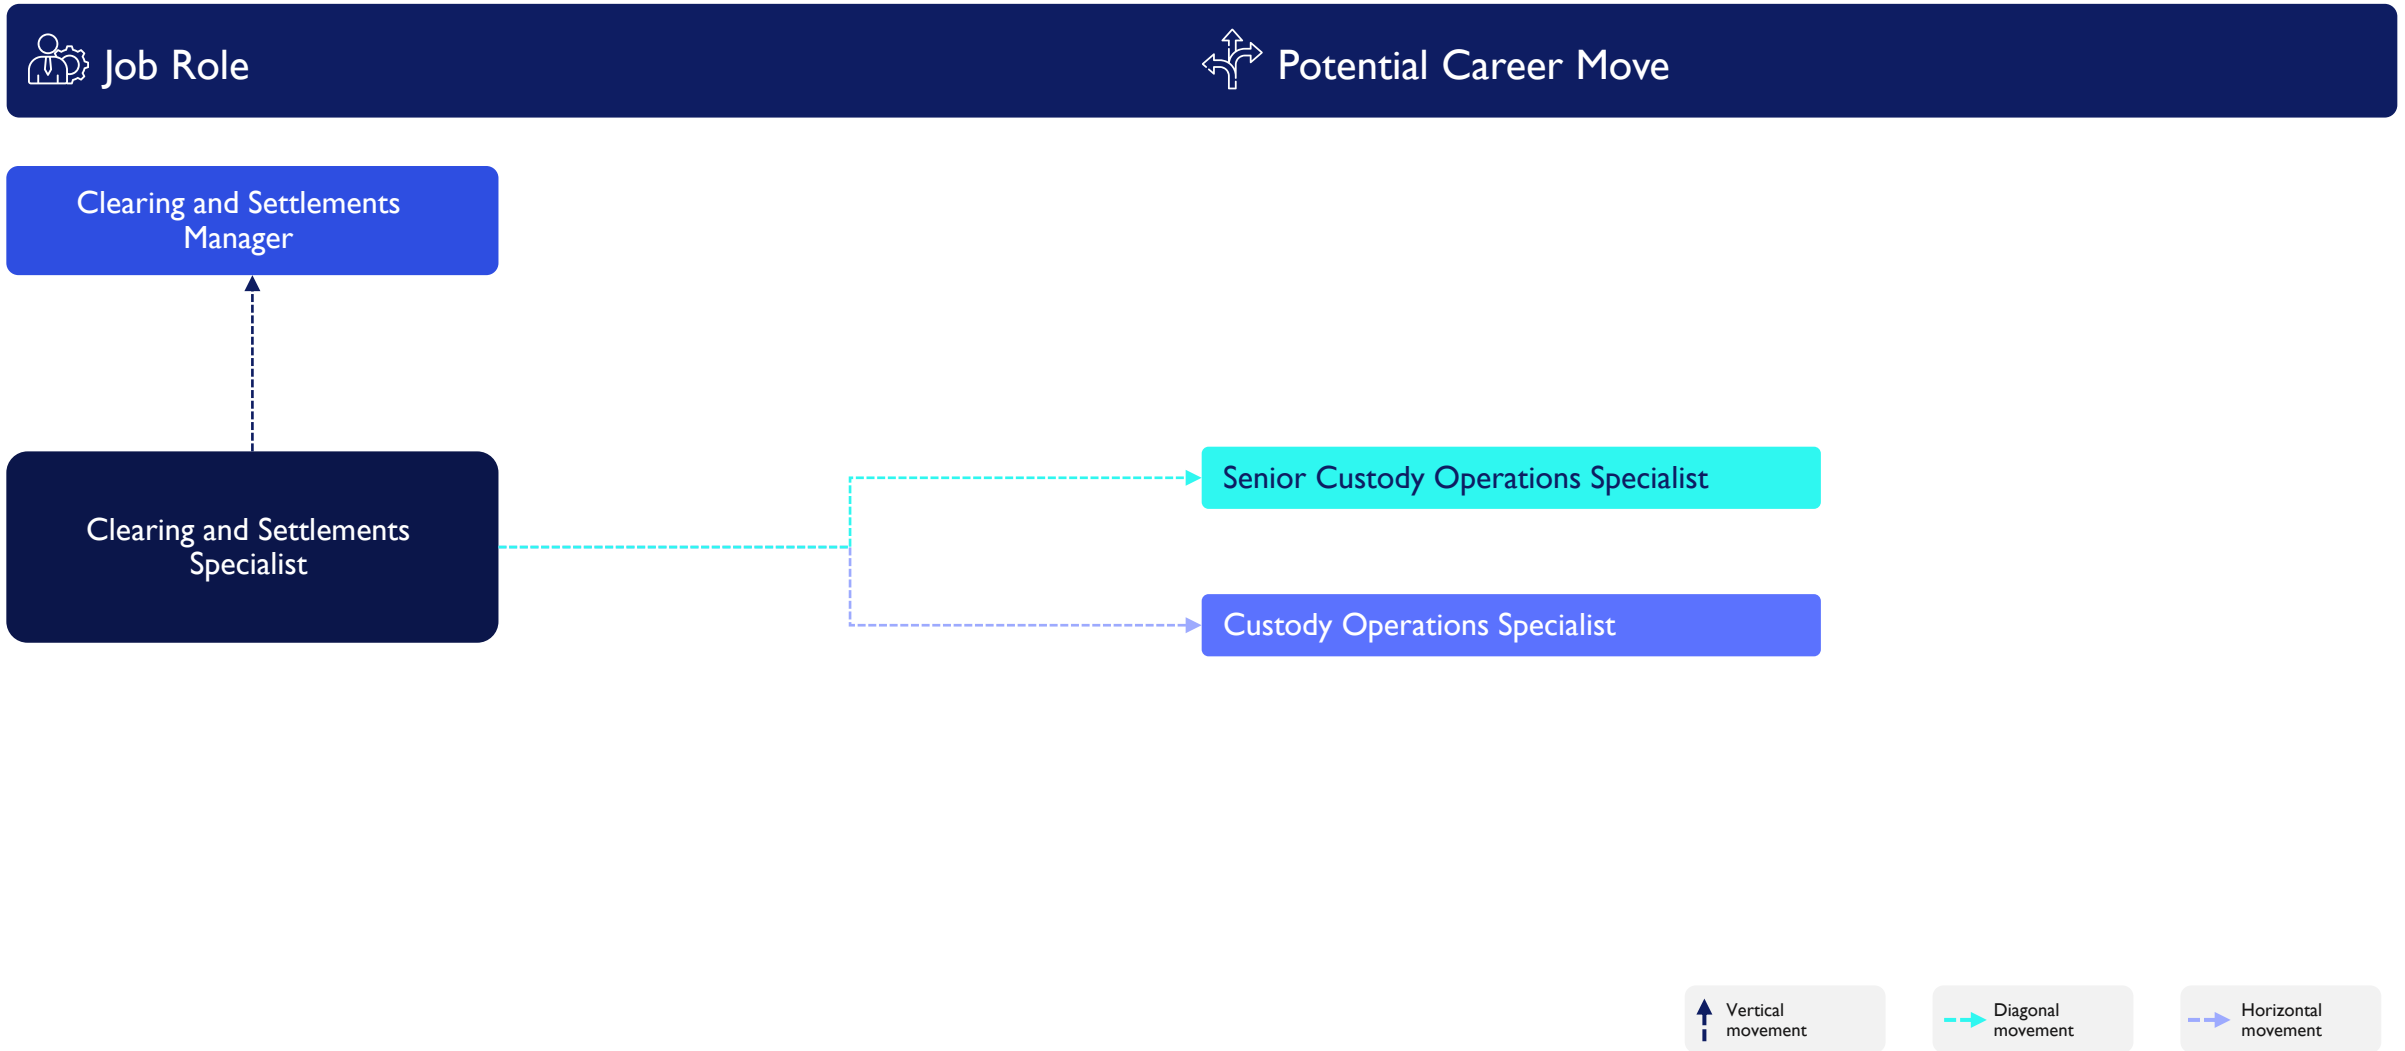 Job Role
Potential Career Move
Clearing and Settlements
Manager
Clearing and Settlements
Specialist
Senior Custody Operations Specialist
Custody Operations Specialist
Vertical
movement
Diagonal
movement
Horizontal
movement